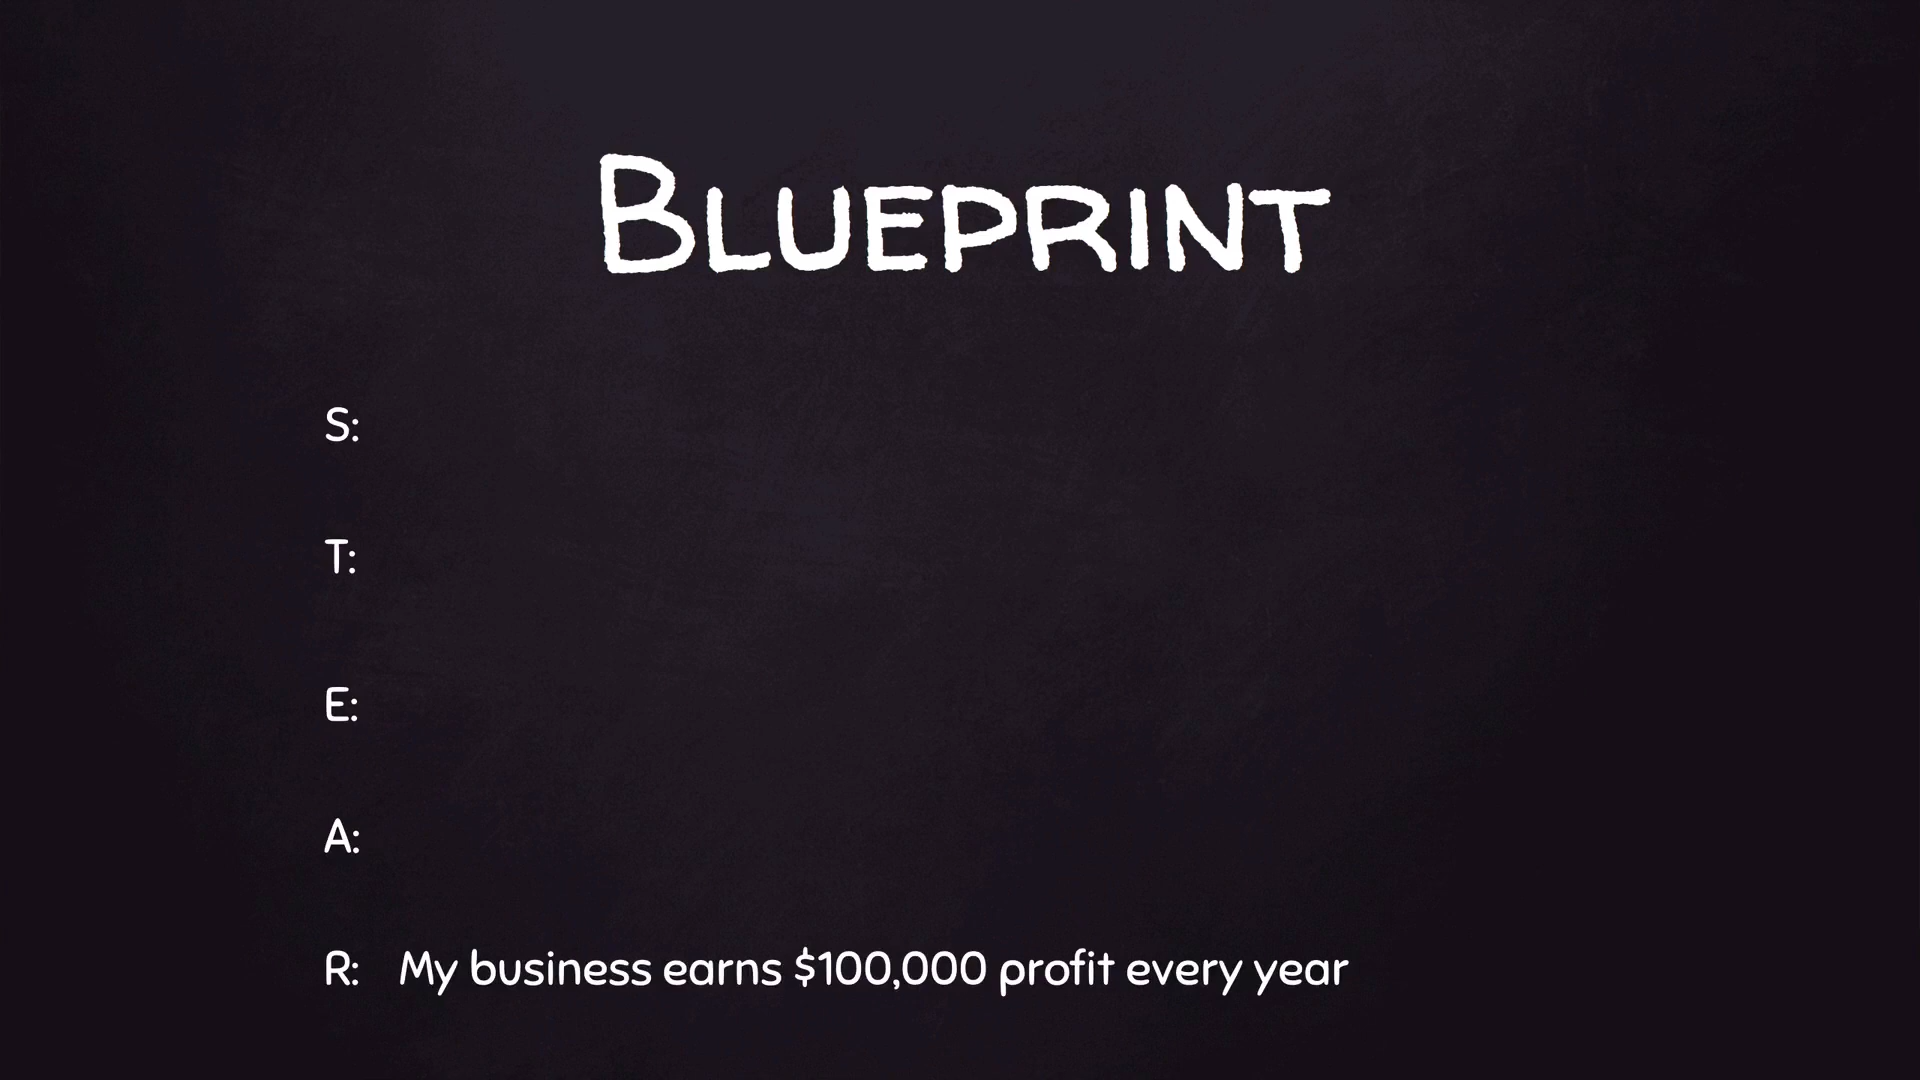 Blueprint
S:
T:
E:
A:
R: My business earns $100,000 profit every year